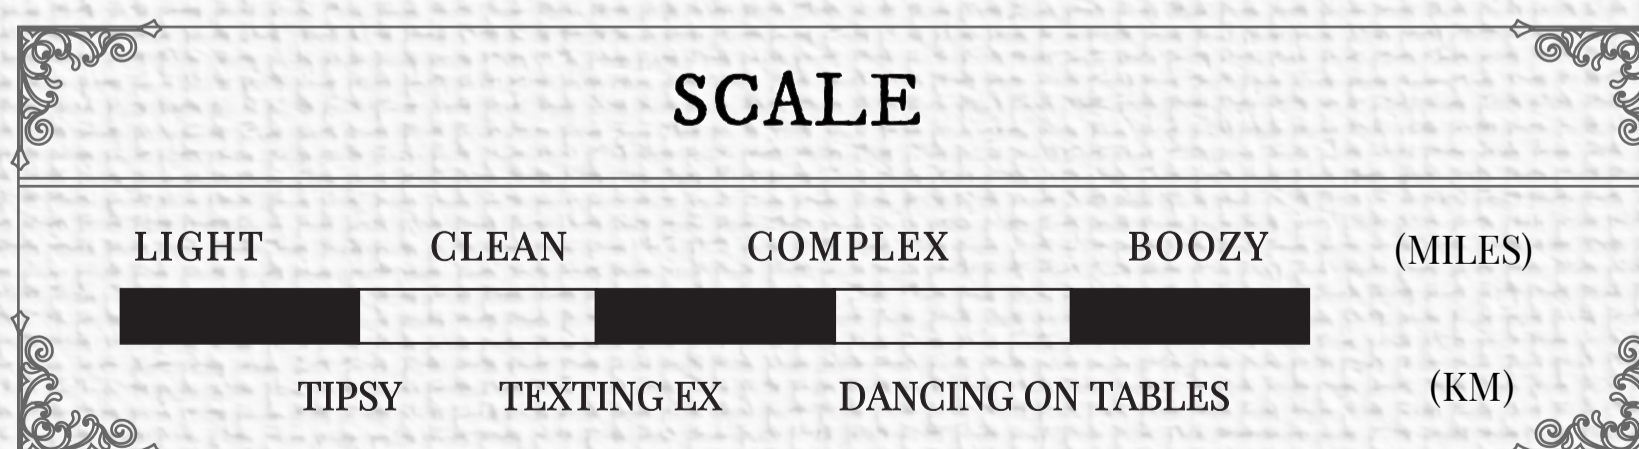 SCALE
LIGHT CLEAN COMPLEX BOOZY (MILES)
TIPSY TEXTING EX DANCING ON TABLES (KM)